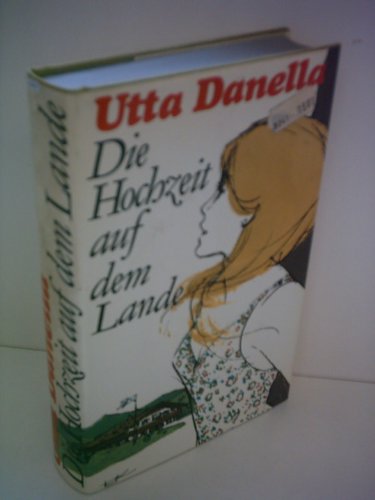 Utta Danella
Die
Hochzeit
auf
dem
Lande
Utta Danella
Die Hochzeit auf dem Lande